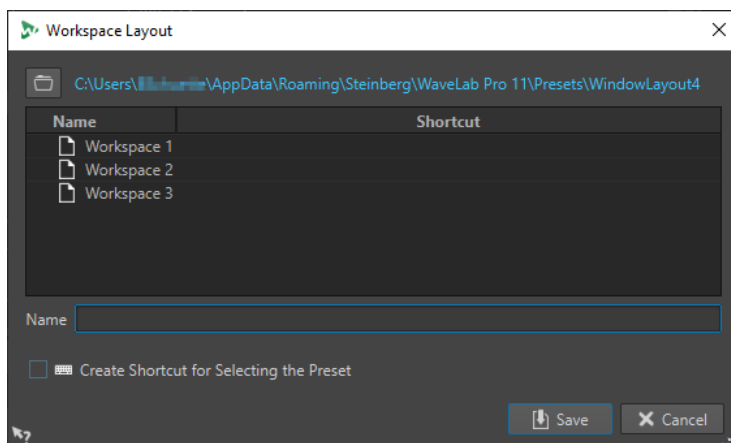 Workspace Layout
C:\Users\ \AppData\Roaming\Steinberg\WaveLab Pro 11\Presets\WindowLayout4
Name Shortcut
Workspace 1
Workspace 2
Workspace 3
Name
Create Shortcut for Selecting the Preset
Save Cancel